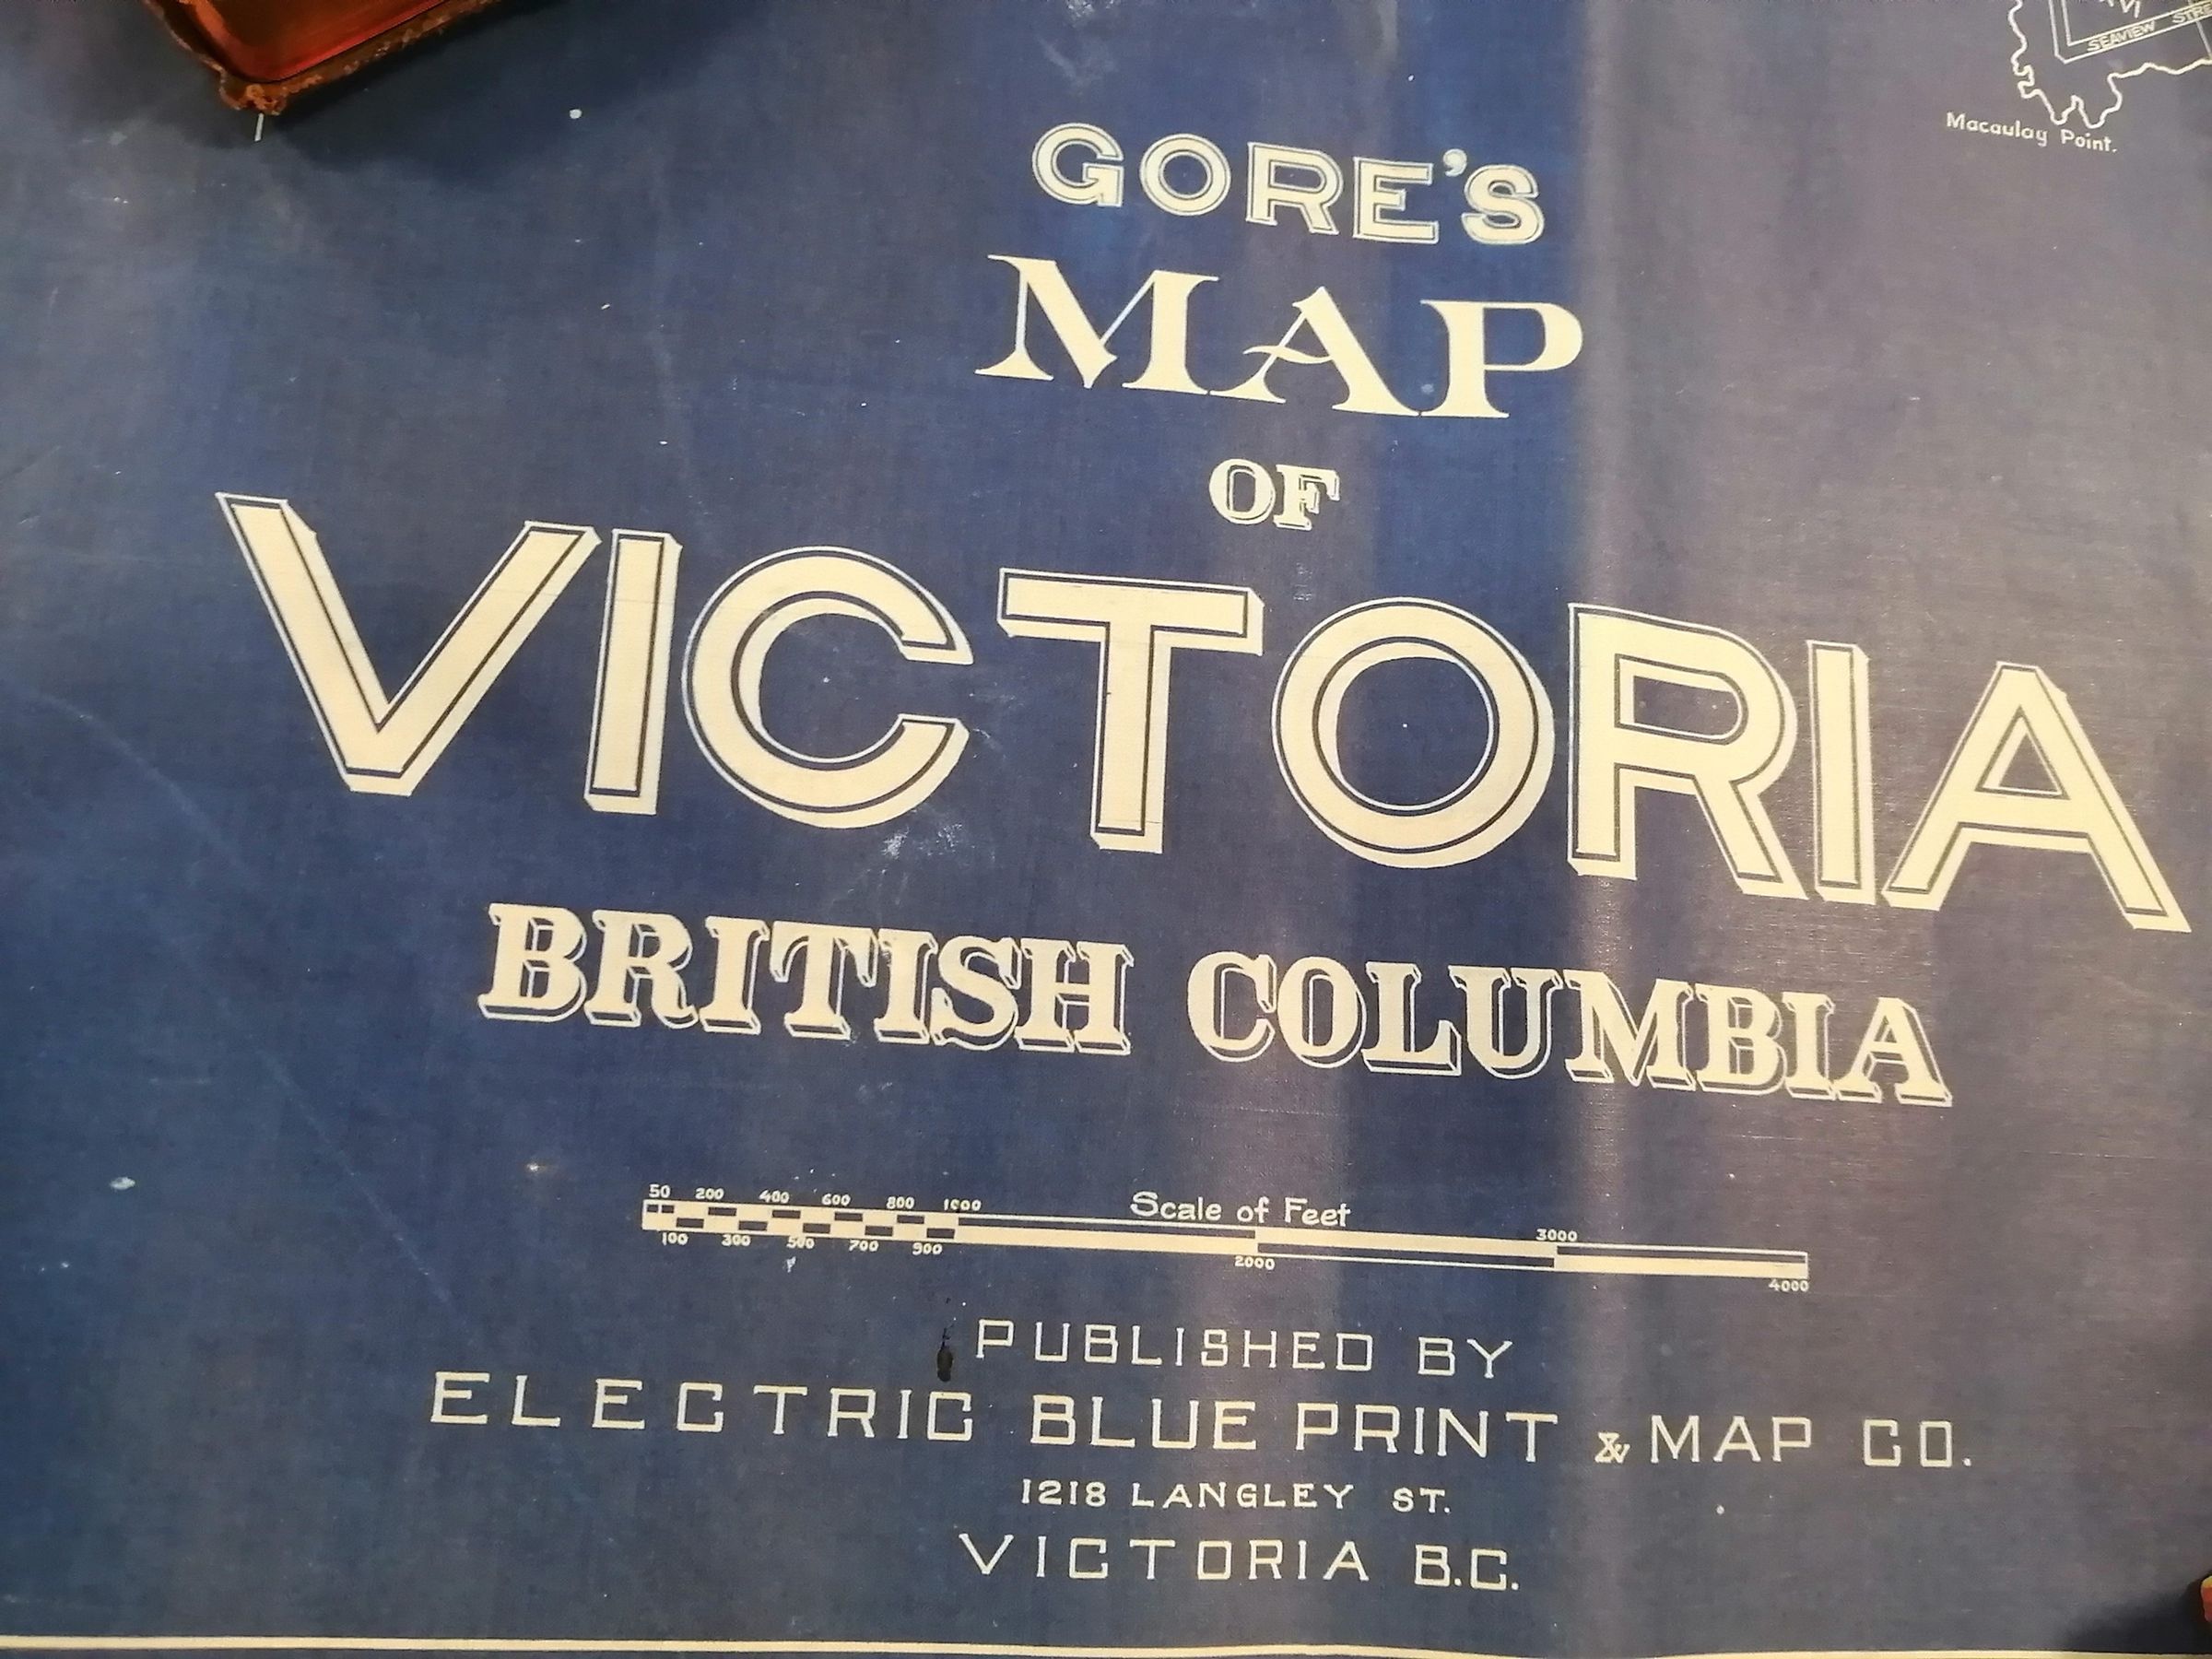 SEAVIEW
Macaulay Point.
GORE'S
MAP
OF
VICTORIA
BRITISH COLUMBIA
Scale of Feet
50 200 400 600 800 1000 3000
100 300 500 700 900 2000 4000
PUBLISHED BY
ELECTRIC BLUE PRINT & MAP CO.
1218 LANGLEY ST.
VICTORIA B.C.